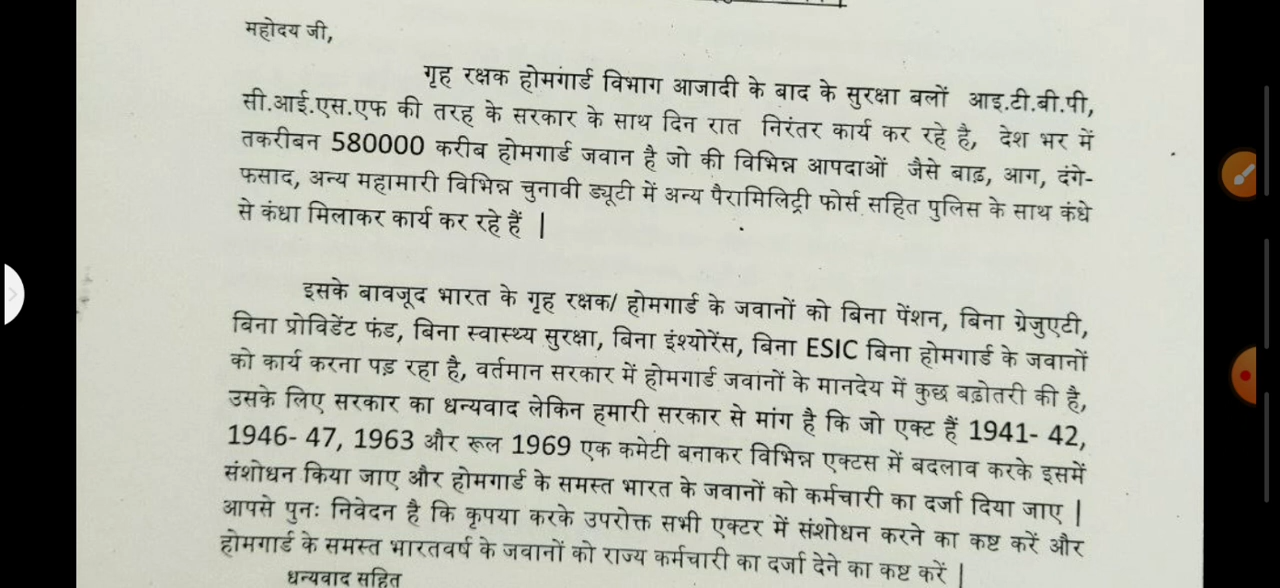 महोदय जी,
गृह रक्षक होमगार्ड विभाग आजादी के बाद के सुरक्षा बलों आइ.टी.बी.पी,
सी.आई.एस.एफ की तरह के सरकार के साथ दिन रात निरंतर कार्य कर रहे है, देश भर में
तकरीबन 580000 करीब होमगार्ड जवान है जो की विभिन्न आपदाओं जैसे बाढ़, आग, दंगे-
फसाद, अन्य महामारी विभिन्न चुनावी ड्यूटी में अन्य पैरामिलिट्री फोर्स सहित पुलिस के साथ कंधे
से कंधा मिलाकर कार्य कर रहे हैं |
इसके बावजूद भारत के गृह रक्षक/ होमगार्ड के जवानों को बिना पेंशन, बिना ग्रेजुएटी,
बिना प्रोविडेंट फंड, बिना स्वास्थ्य सुरक्षा, बिना इंश्योरेंस, बिना ESIC बिना होमगार्ड के जवानों
को कार्य करना पड़ रहा है, वर्तमान सरकार में होमगार्ड जवानों के मानदेय में कुछ बढ़ोतरी की है,
उसके लिए सरकार का धन्यवाद लेकिन हमारी सरकार से मांग है कि जो एक्ट हैं 1941- 42,
1946- 47, 1963 और रूल 1969 एक कमेटी बनाकर विभिन्न एक्टस में बदलाव करके इसमें
संशोधन किया जाए और होमगार्ड के समस्त भारत के जवानों को कर्मचारी का दर्जा दिया जाए |
आपसे पुनः निवेदन है कि कृपया करके उपरोक्त सभी एक्टर में संशोधन करने का कष्ट करें और
होमगार्ड के समस्त भारतवर्ष के जवानों को राज्य कर्मचारी का दर्जा देने का कष्ट करें |
धन्यवाद सहित